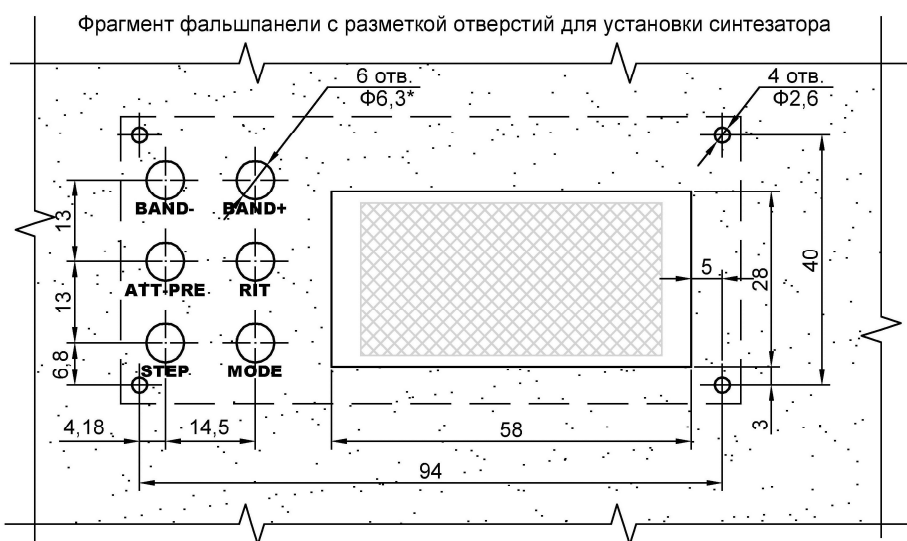 Фрагмент фальшпанели с разметкой отверстий для установки синтезатора
6 отв.
Ф6,3*
4 отв.
Ф2,6
BAND-
BAND+
13
ATT-PRE
RIT
13
STEP
MODE
6,8
5
28
40
3
4,18
14,5
58
94